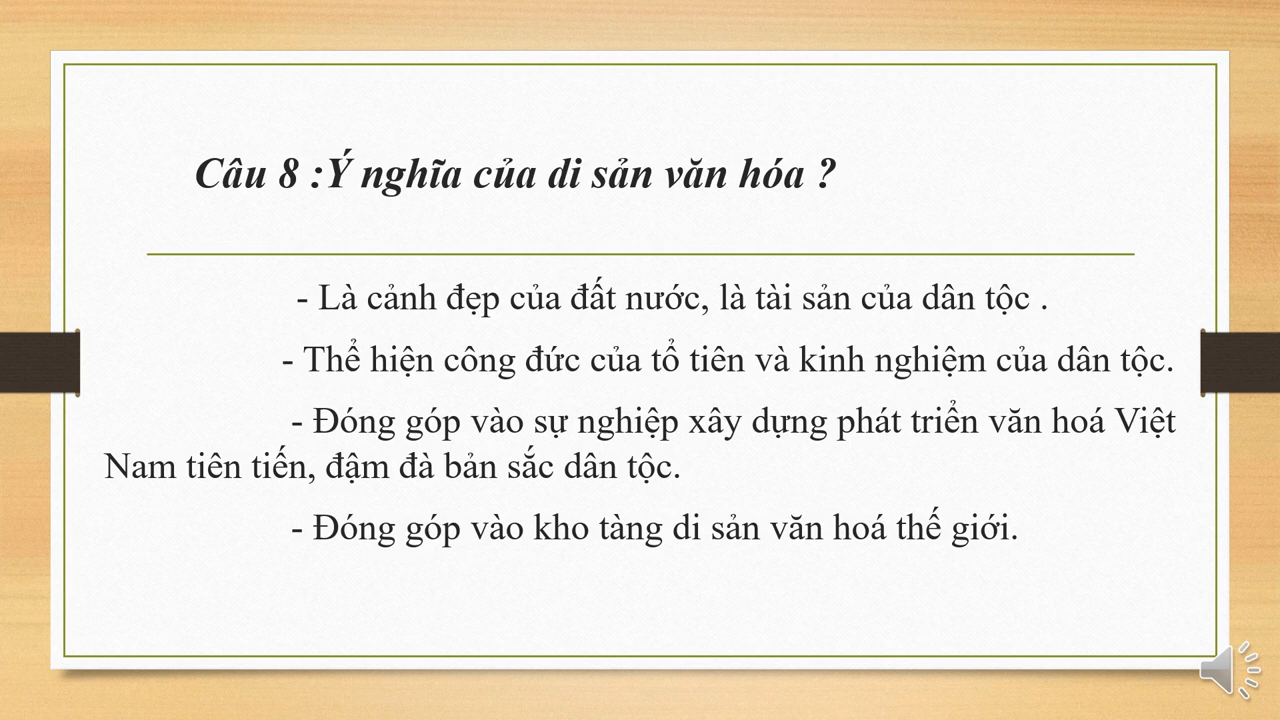 Câu 8 :Ý nghĩa của di sản văn hóa ?
- Là cảnh đẹp của đất nước, là tài sản của dân tộc .
- Thể hiện công đức của tổ tiên và kinh nghiệm của dân tộc.
- Đóng góp vào sự nghiệp xây dựng phát triển văn hoá Việt
Nam tiên tiến, đậm đà bản sắc dân tộc.
- Đóng góp vào kho tàng di sản văn hoá thế giới.